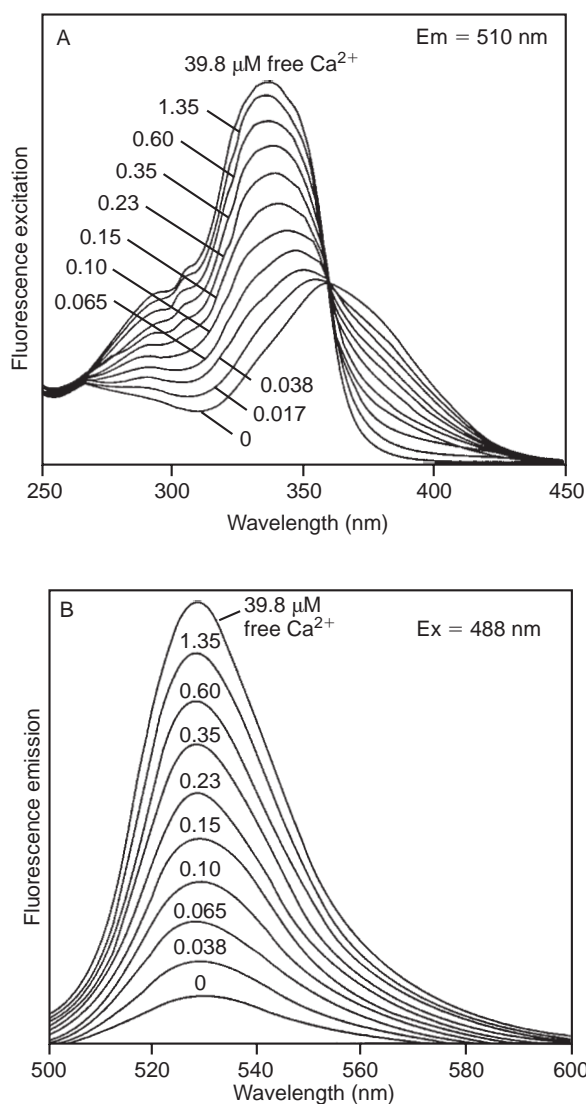 A
Em = 510 nm
39.8 μM free Ca²⁺
1.35
0.60
0.35
0.23
0.15
0.10
0.065
0.038
0.017
0
Fluorescence excitation
250 300 350 400 450
Wavelength (nm)
B
39.8 μM
free Ca²⁺
Ex = 488 nm
1.35
0.60
0.35
0.23
0.15
0.10
0.065
0.038
0
Fluorescence emission
500 520 540 560 580 600
Wavelength (nm)